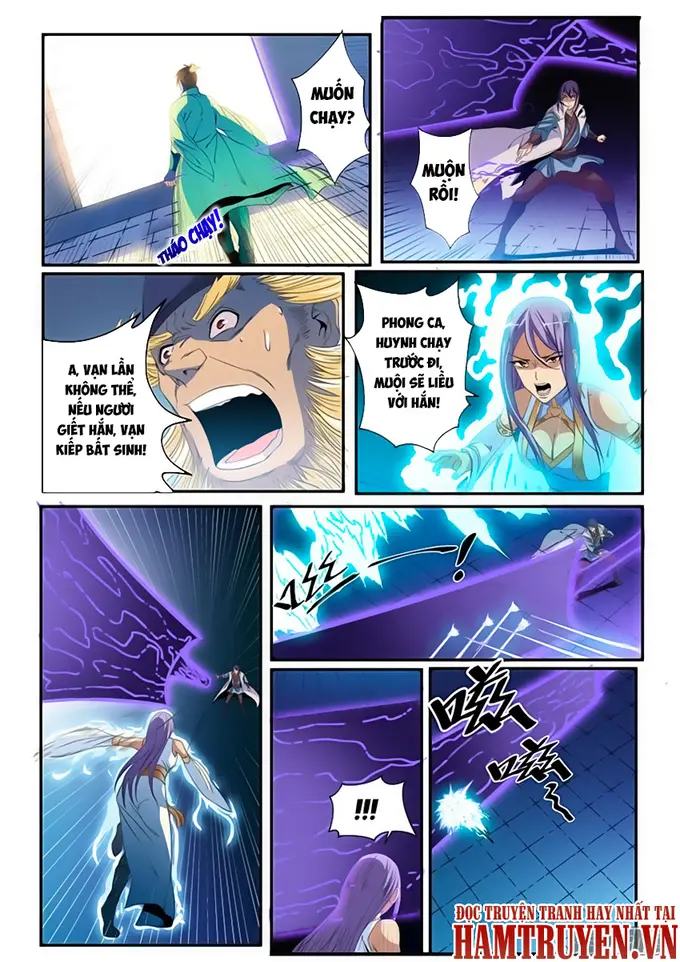 MUỐN
CHẠY?
THÁO CHẠY!
MUỘN
RỒI!
A, VẠN LẦN
KHÔNG THỂ,
NẾU NGƯỜI
GIẾT HẮN, VẠN
KIẾP BẤT SINH!
PHONG CA,
HUYNH CHẠY
TRƯỚC ĐI,
MUỘI SẼ LIỀU
VỚI HẮN!
!
!!!
ĐỌC TRUYỆN TRANH HAY NHẤT TẠI
HAMTRUYEN.VN